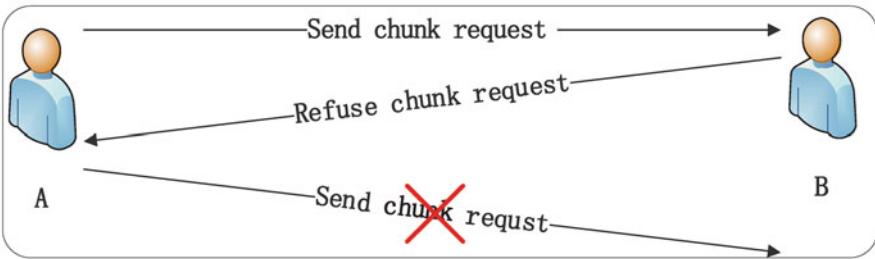 Send chunk request
Refuse chunk request
A
B
Send chunk requst